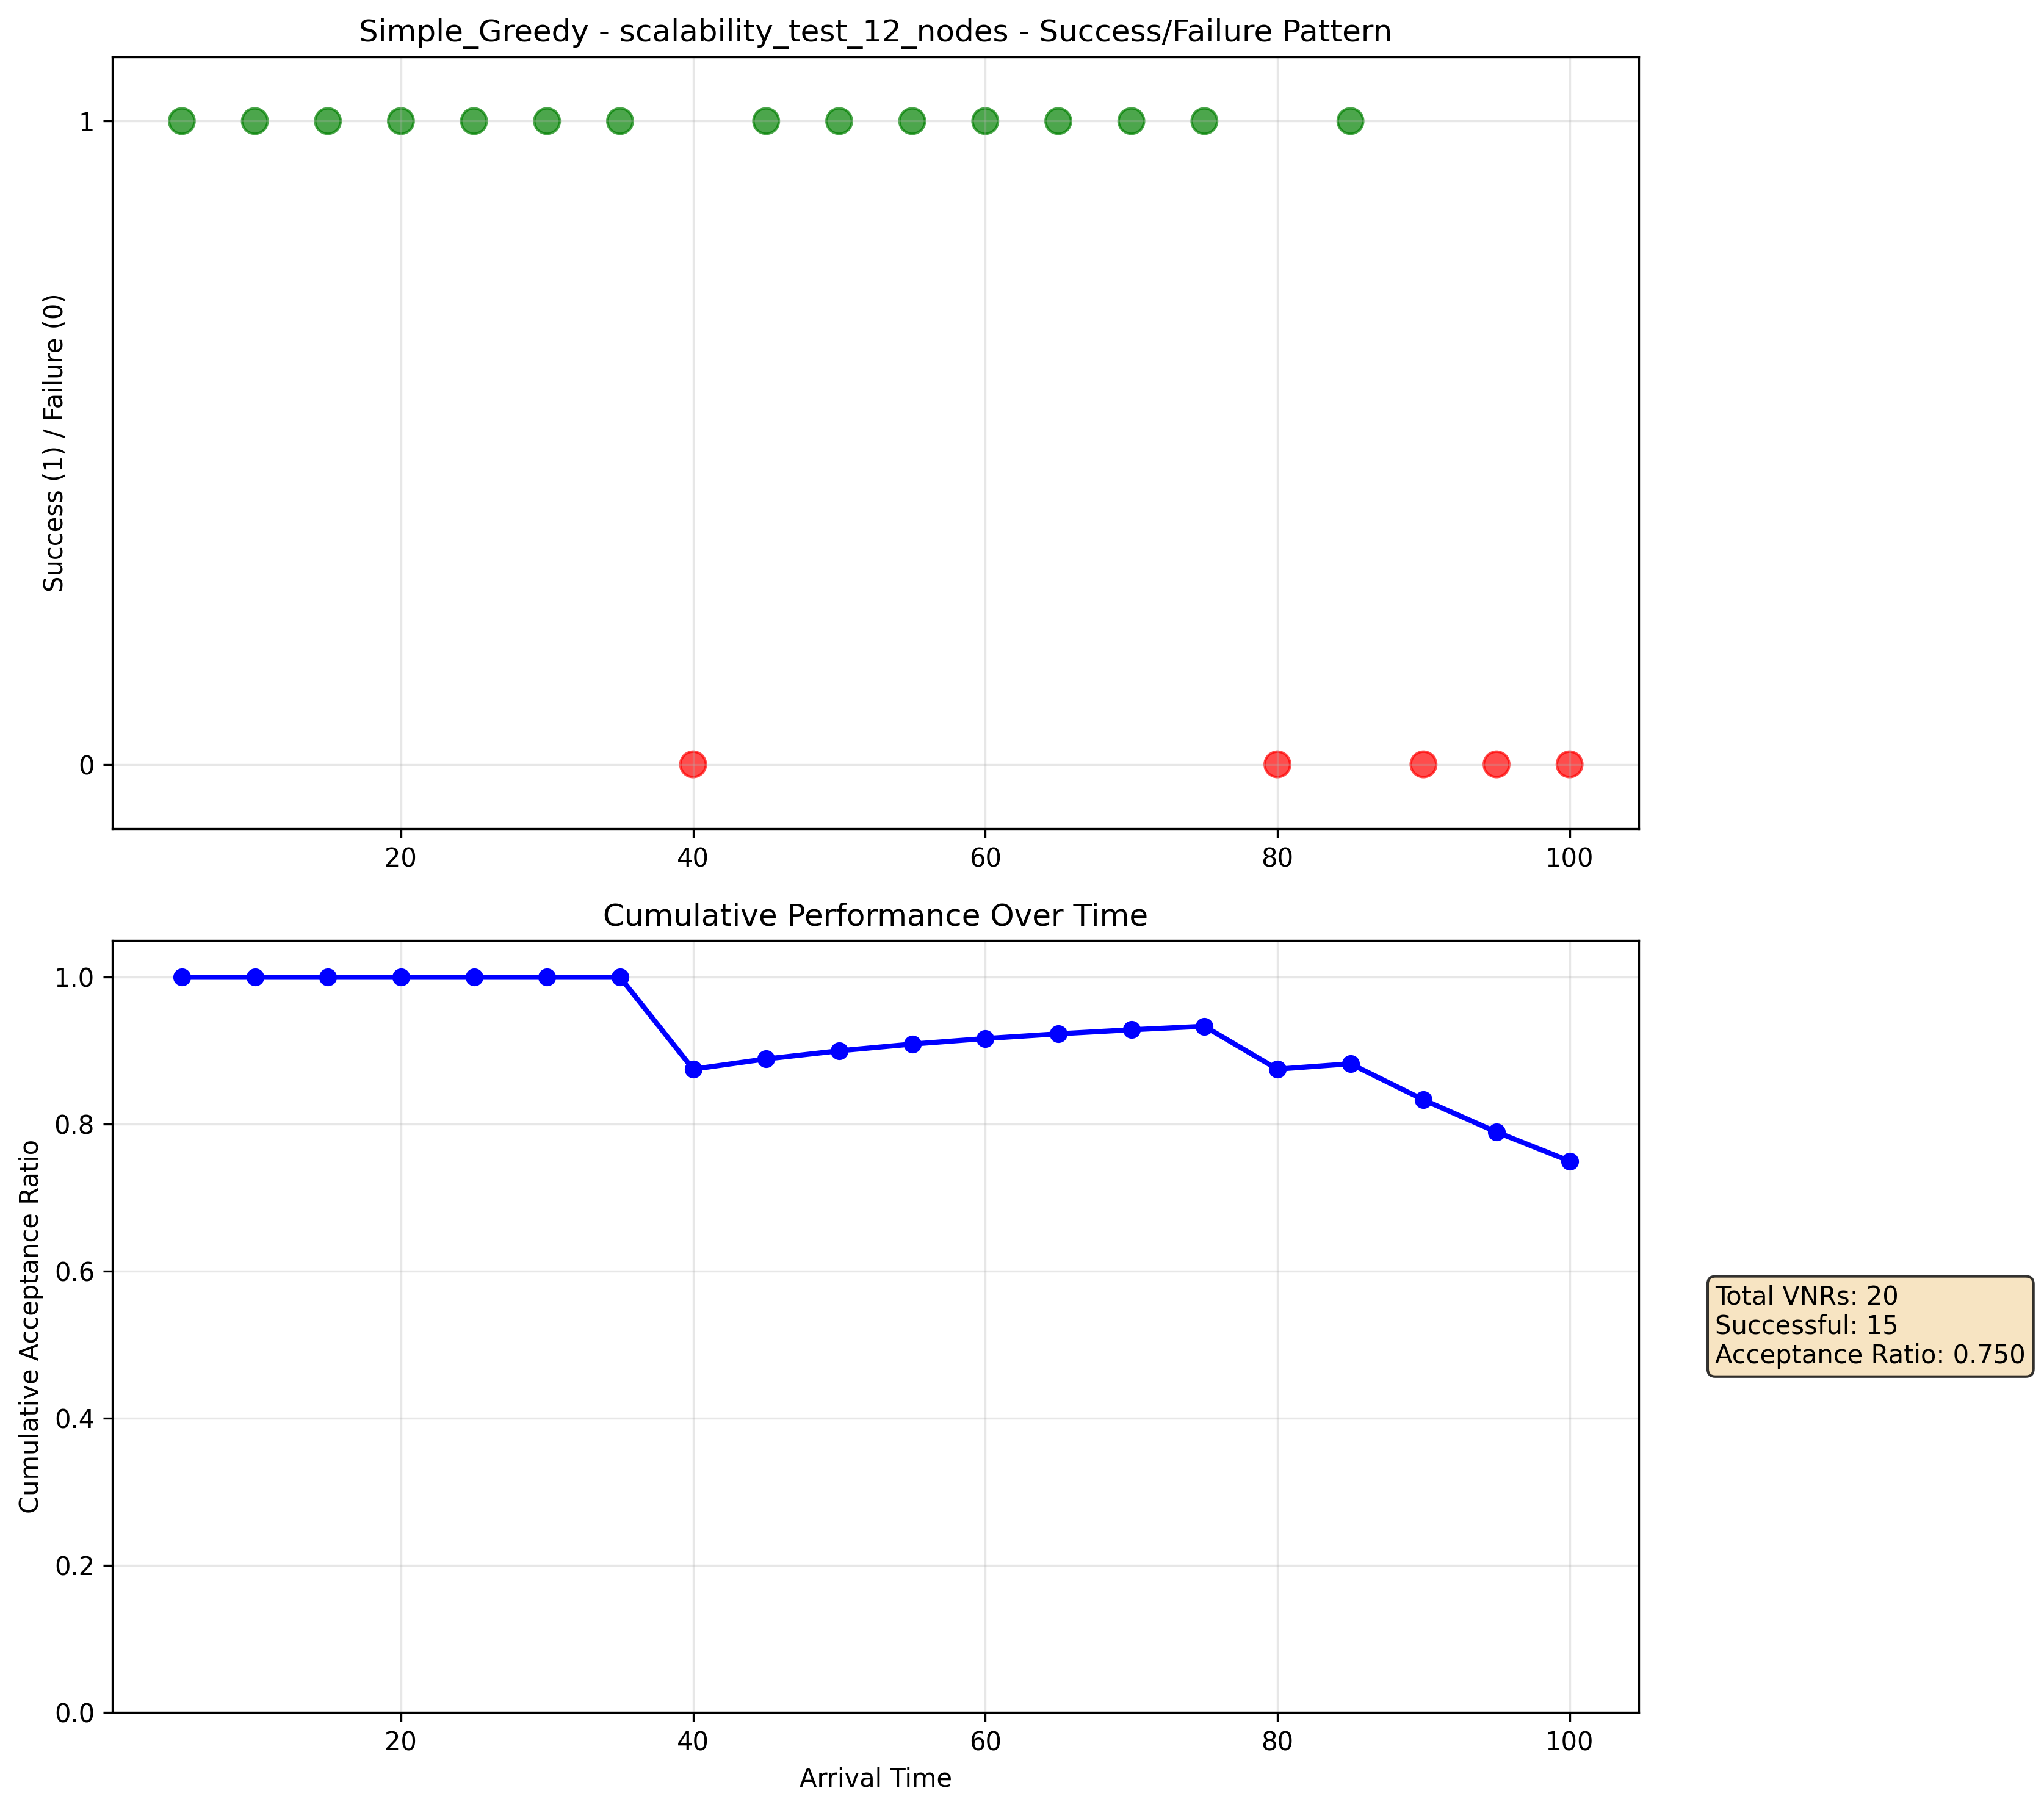 Simple_Greedy - scalability_test_12_nodes - Success/Failure Pattern
Success (1) / Failure (0)
1
0
20 40 60 80 100
Cumulative Performance Over Time
Cumulative Acceptance Ratio
1.0
0.8
0.6
0.4
0.2
0.0
20 40 60 80 100
Arrival Time
Total VNRs: 20
Successful: 15
Acceptance Ratio: 0.750